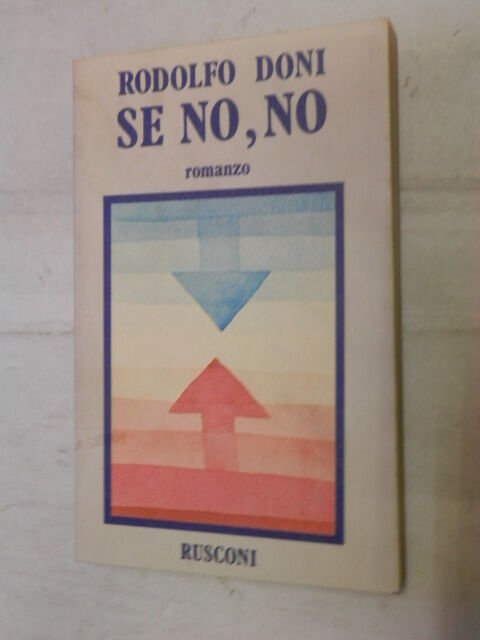 RODOLFO DONI
SE NO, NO
romanzo
RUSCONI